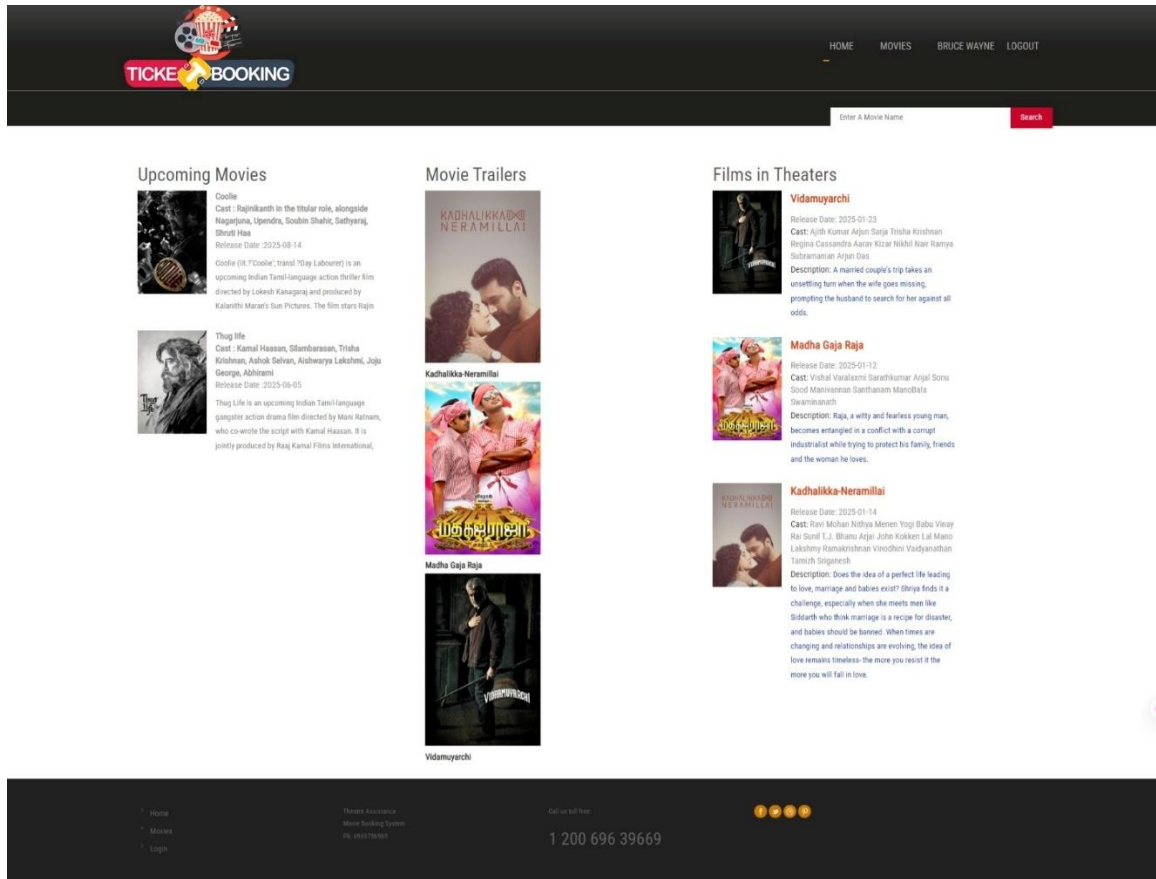 TICKE BOOKING
HOME MOVIES BRUCE WAYNE LOGOUT
Enter A Movie Name Search
Upcoming Movies
Coolie
Cast : Rajinikanth in the titular role, alongside
Nagarjuna, Upendra, Soubin Shahir, Sathyaraj,
Shruti Haa
Release Date :2025-08-14
Coolie (lit.?'Coolie'; transl.?Day Labourer) is an
upcoming Indian Tamil-language action thriller film
directed by Lokesh Kanagaraj and produced by
Kalanithi Maran's Sun Pictures. The film stars Rajin
Thug life
Thug life
Cast : Kamal Haasan, Silambarasan, Trisha
Krishnan, Ashok Selvan, Aishwarya Lekshmi, Joju
George, Abhirami
Release Date :2025-06-05
Thug Life is an upcoming Indian Tamil-language
gangster action drama film directed by Mani Ratnam,
who co-wrote the script with Kamal Haasan. It is
jointly produced by Raaj Kamal Films International,
Movie Trailers
KADHALIKKA
NERAMILLAI
Kadhalikka-Neramillai
மதகஜராஜா
Madha Gaja Raja
VIDAAMUYARCHI
Vidamuyarchi
Films in Theaters
Vidamuyarchi
Release Date: 2025-01-23
Cast: Ajith Kumar Arjun Sarja Trisha Krishnan
Regina Cassandra Aarav Kizar Nikhil Nair Ramya
Subramanian Arjun Das
Description: A married couple's trip takes an
unsettling turn when the wife goes missing,
prompting the husband to search for her against all
odds.
மதகஜராஜா
Madha Gaja Raja
Release Date: 2025-01-12
Cast: Vishal Varalaxmi Sarathkumar Anjal Sonu
Sood Manivannan Santhanam ManoBala
Swaminanath
Description: Raja, a witty and fearless young man,
becomes entangled in a conflict with a corrupt
industrialist while trying to protect his family, friends
and the woman he loves.
KADHALIKKA
NERAMILLAI
Kadhalikka-Neramillai
Release Date: 2025-01-14
Cast: Ravi Mohan Nithya Menen Yogi Babu Vinay
Rai Sunil T.J. Bhanu Arjai John Kokken Lal Mano
Lakshmy Ramakrishnan Vinodhini Vaidyanathan
Tamizh Sriganesh
Description: Does the idea of a perfect life leading
to love, marriage and babies exist? Shriya finds it a
challenge, especially when she meets men like
Siddarth who think marriage is a recipe for disaster,
and babies should be banned. When times are
changing and relationships are evolving, the idea of
love remains timeless- the more you resist it the
more you will fall in love.
Home
Movies
Login
Theatre Assistance
Movie Booking System
Call us toll free:
1 200 696 39669